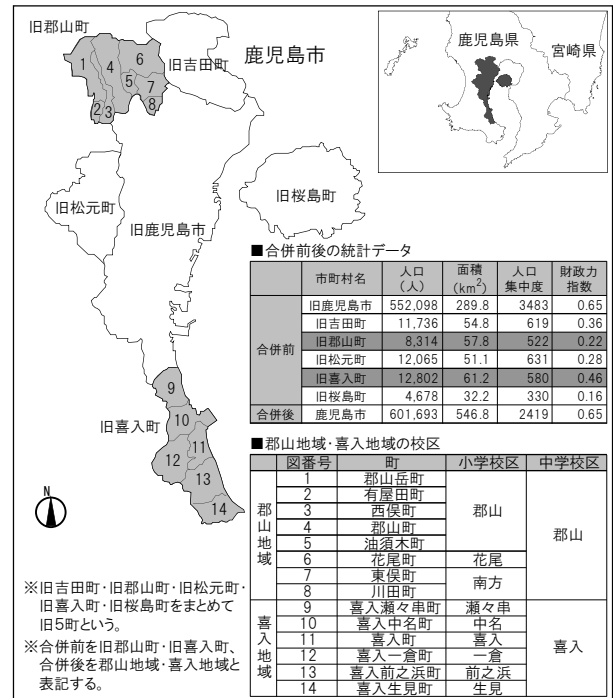 旧郡山町
旧吉田町
鹿児島市
1
4
6
5
7
8
2
3
鹿児島県
宮崎県
旧松元町
旧鹿児島市
旧桜島町
■合併前後の統計データ
市町村名 人口（人） 面積（km2） 人口集中度 財政力指数
合併前
旧鹿児島市 552,098 289.8 3483 0.65
旧吉田町 11,736 54.8 619 0.36
旧郡山町 8,314 57.8 522 0.22
旧松元町 12,065 51.1 631 0.28
旧喜入町 12,802 61.2 580 0.46
旧桜島町 4,678 32.2 330 0.16
合併後 鹿児島市 601,693 546.8 2419 0.65
旧喜入町
9
10
11
12
13
14
N
■郡山地域・喜入地域の校区
図番号 町 小学校区 中学校区
郡山地域
1 郡山岳町
2 有屋田町
3 西俣町 郡山
4 郡山町 郡山
5 油須木町
6 花尾町 花尾
7 東俣町 南方
8 川田町
喜入地域
9 喜入瀬々串町 瀬々串
10 喜入中名町 中名
11 喜入町 喜入 喜入
12 喜入一倉町 一倉
13 喜入前之浜町 前之浜
14 喜入生見町 生見
※旧吉田町・旧郡山町・旧松元町・
旧喜入町・旧桜島町をまとめて
旧5町という。
※合併前を旧郡山町・旧喜入町、
合併後を郡山地域・喜入地域と
表記する。